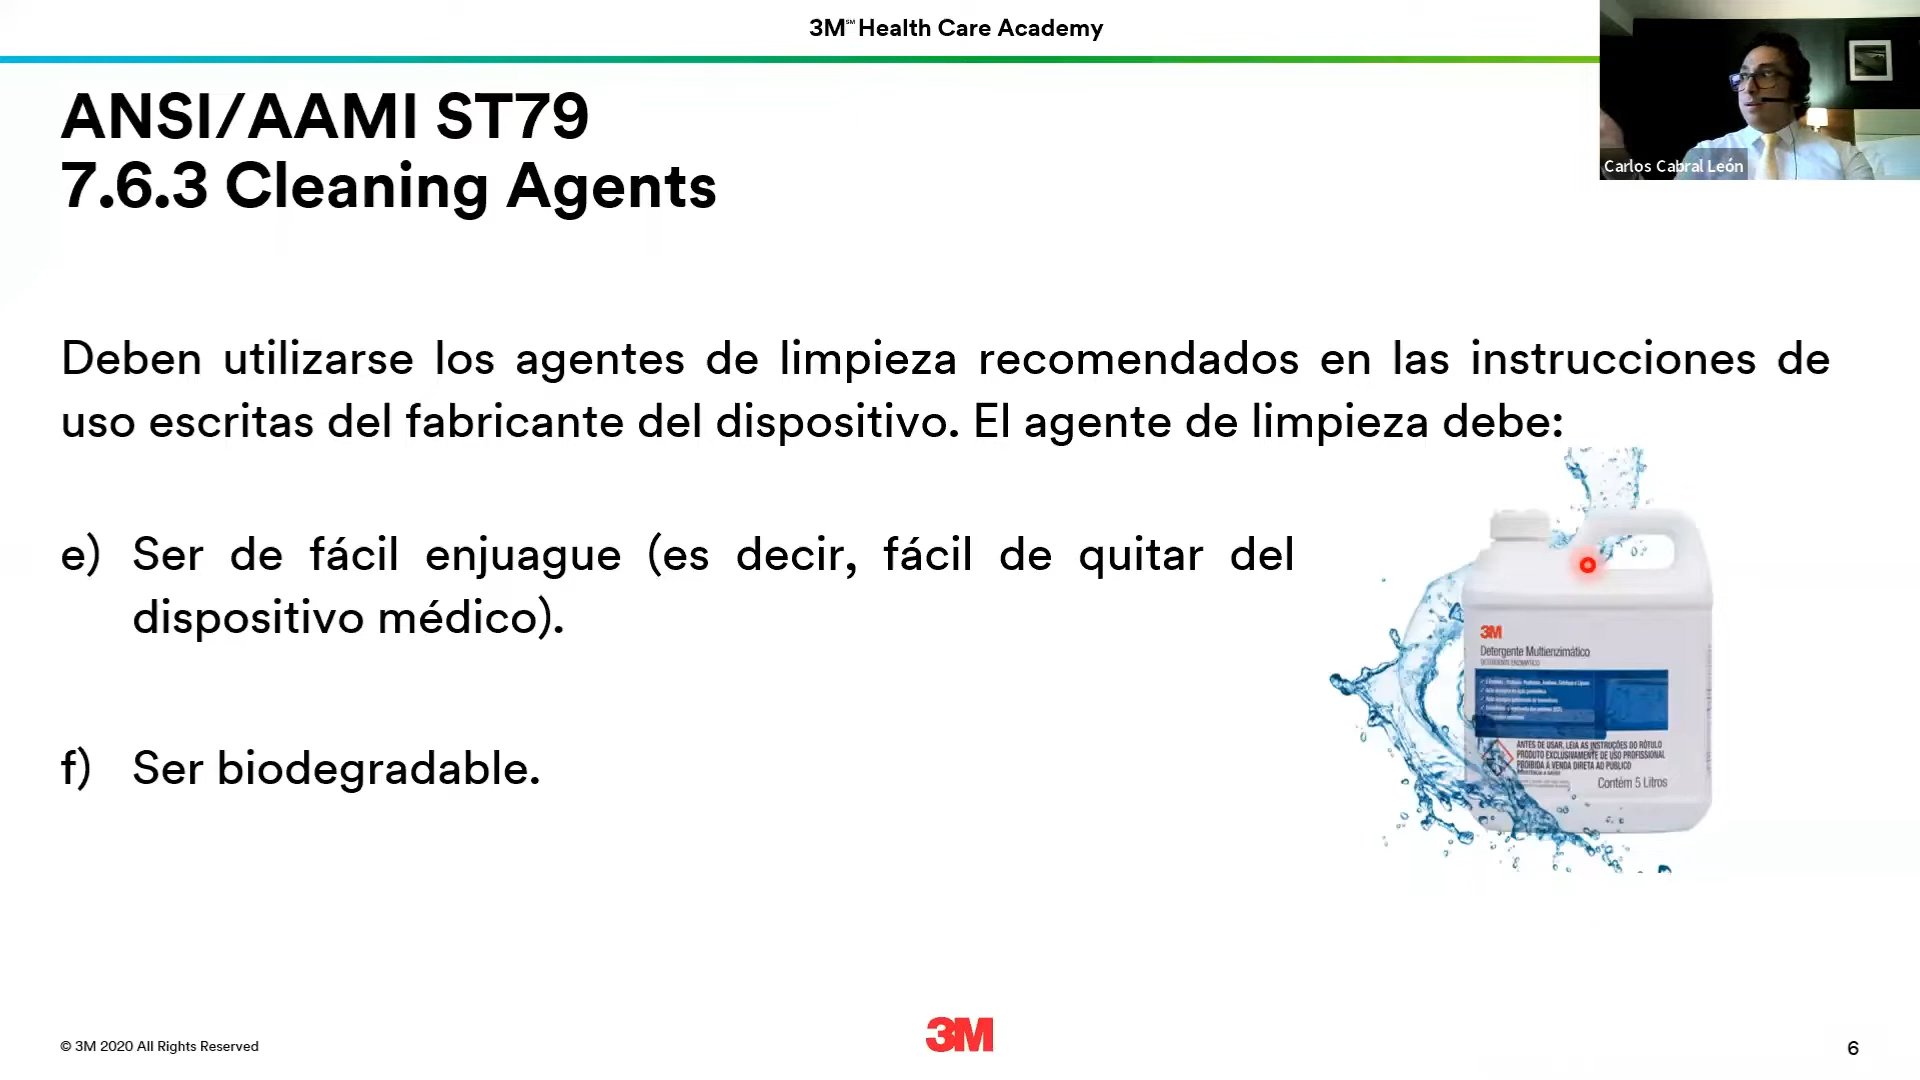 3M℠ Health Care Academy
Carlos Cabral León
ANSI/AAMI ST79
7.6.3 Cleaning Agents
Deben utilizarse los agentes de limpieza recomendados en las instrucciones de
uso escritas del fabricante del dispositivo. El agente de limpieza debe:
e) Ser de fácil enjuague (es decir, fácil de quitar del
dispositivo médico).
f) Ser biodegradable.
3M
Detergente Multienzimático
DETERGENTE ENZIMÁTICO
ANTES DE USAR, LEIA AS INSTRUÇÕES DO RÓTULO
PRODUTO EXCLUSIVAMENTE DE USO PROFISSIONAL
PROIBIDA A VENDA DIRETA AO PÚBLICO
Contém 5 Litros
© 3M 2020 All Rights Reserved
3M
6